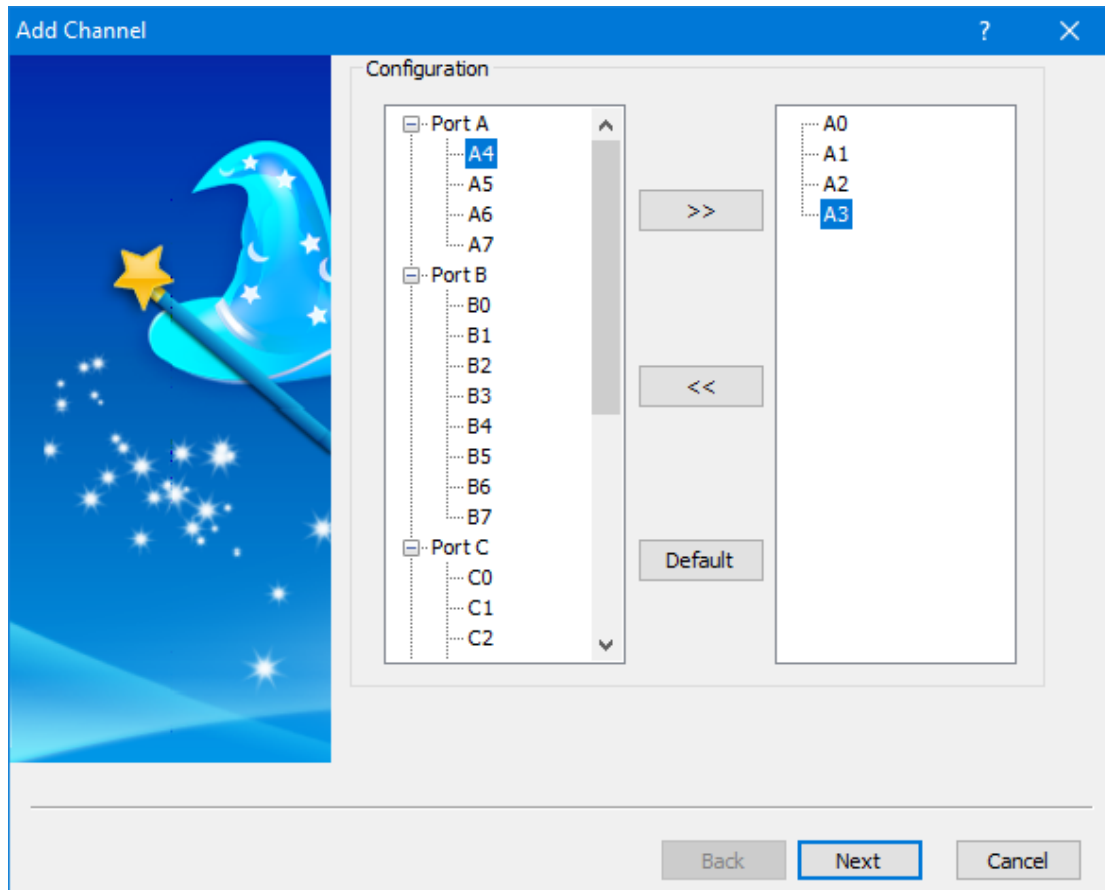 Add Channel
?
Configuration
Port A
A4
A5
A6
A7
Port B
B0
B1
B2
B3
B4
B5
B6
B7
Port C
C0
C1
C2
>>
<<
Default
A0
A1
A2
A3
Back
Next
Cancel